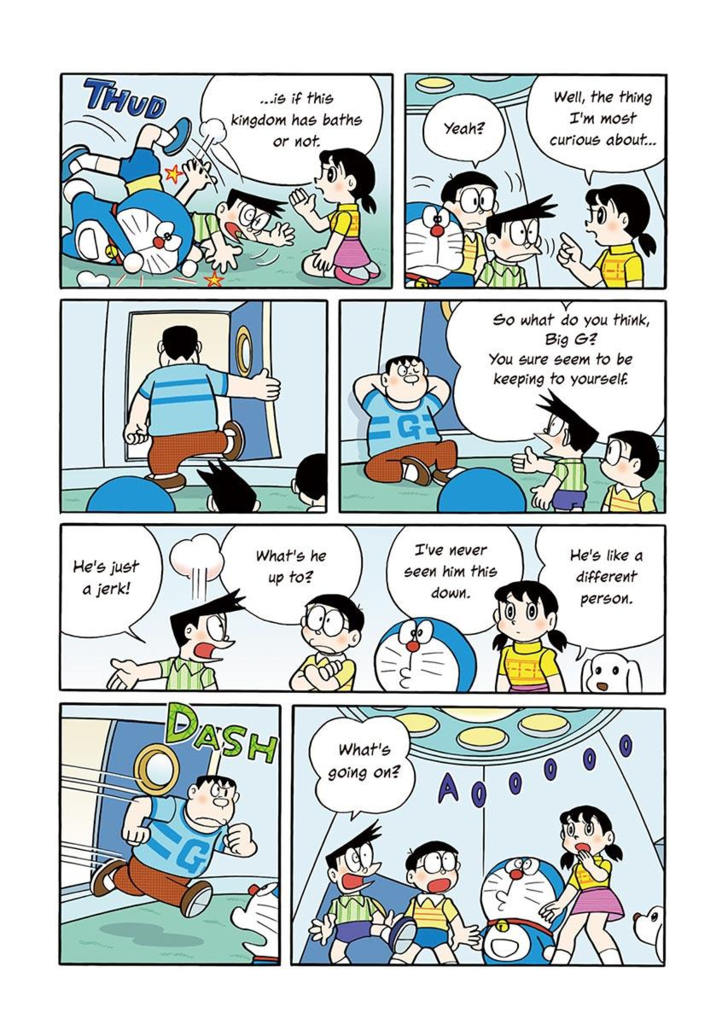 Well, the thing
I'm most
curious about...
Yeah?
...is if this
kingdom has baths
or not.
THUD
So what do you think,
Big G?
You sure seem to be
keeping to yourself.
G
He's like a
different
person.
I've never
seen him this
down.
What's he
up to?
He's just
a jerk!
AOOOOO
What's
going on?
DASH
G